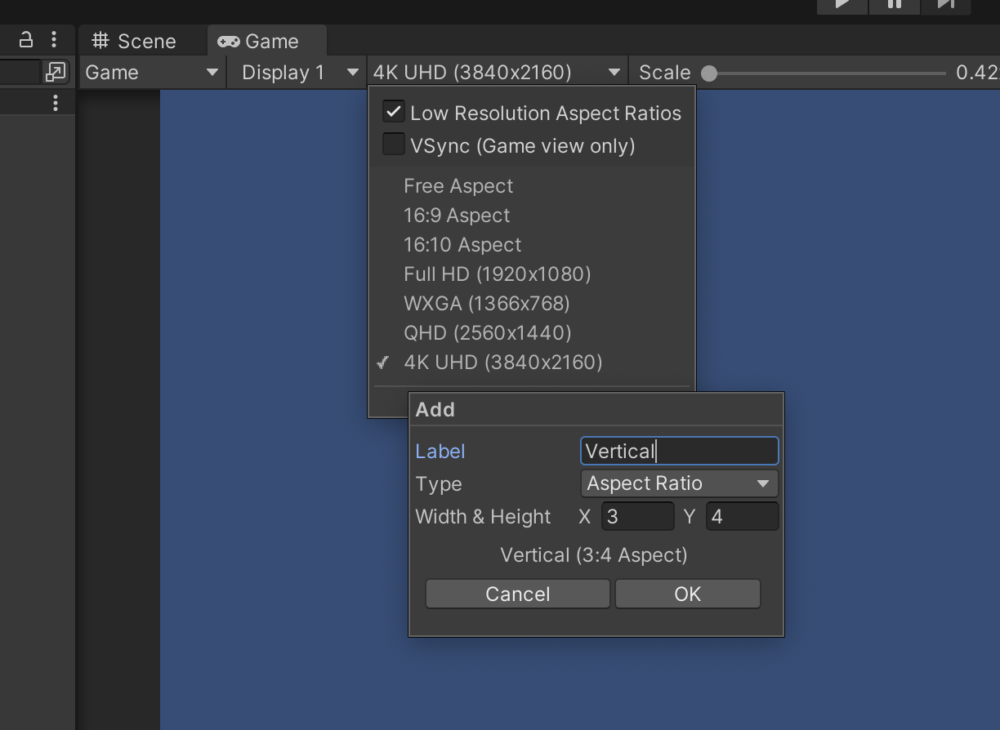 Scene
Game
Game
Display 1
4K UHD (3840x2160)
Scale
0.42
Low Resolution Aspect Ratios
VSync (Game view only)
Free Aspect
16:9 Aspect
16:10 Aspect
Full HD (1920x1080)
WXGA (1366x768)
QHD (2560x1440)
4K UHD (3840x2160)
Add
Label
Vertical
Type
Aspect Ratio
Width & Height X 3 Y 4
Vertical (3:4 Aspect)
Cancel
OK